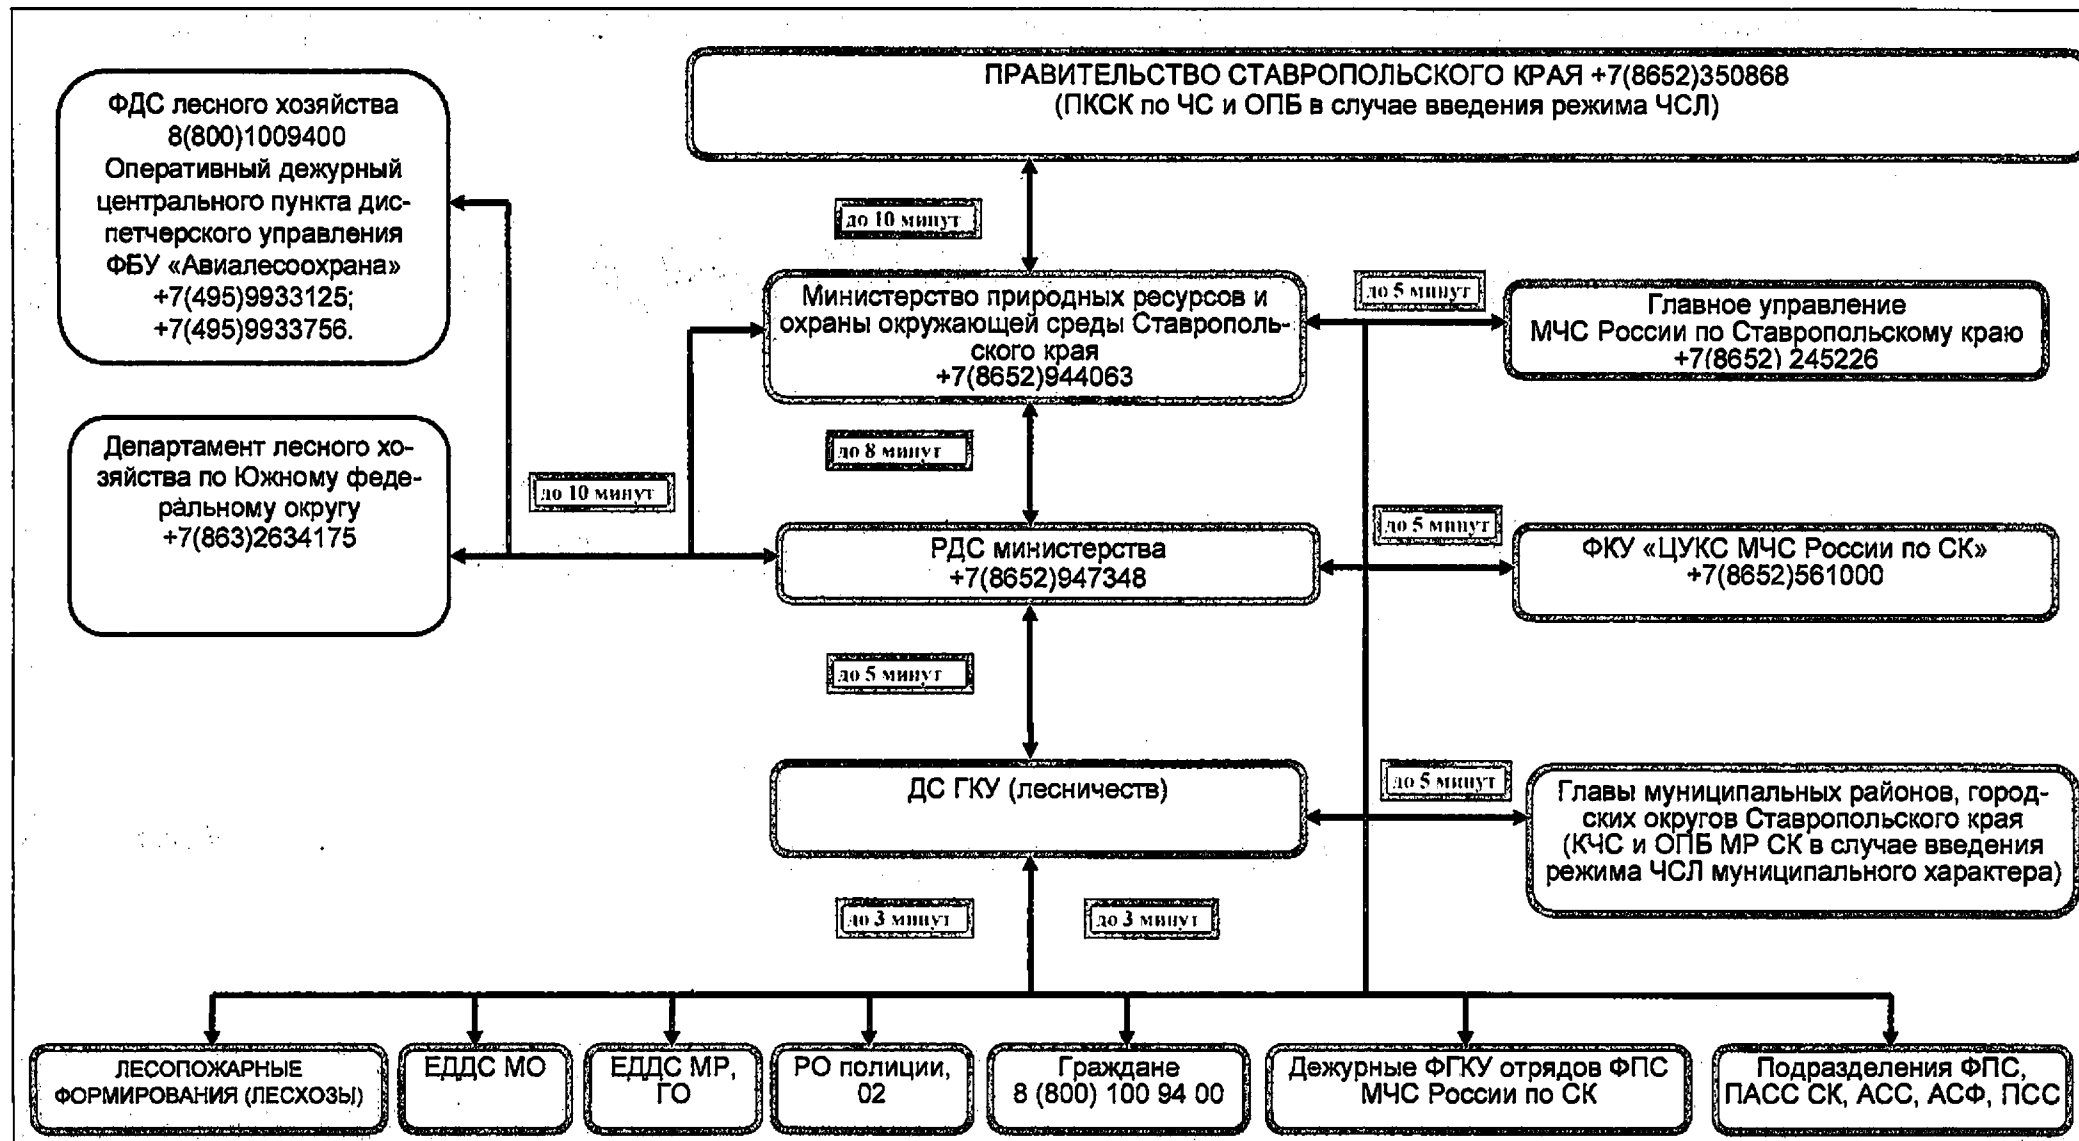 ПРАВИТЕЛЬСТВО СТАВРОПОЛЬСКОГО КРАЯ +7(8652)350868
(ПКСК по ЧС и ОПБ в случае введения режима ЧСЛ)
ФДС лесного хозяйства
8(800)1009400
Оперативный дежурный
центрального пункта дис-
петчерского управления
ФБУ «Авиалесоохрана»
+7(495)9933125;
+7(495)9933756.
до 10 минут
Министерство природных ресурсов и
охраны окружающей среды Ставрополь-
ского края
+7(8652)944063
до 5 минут
Главное управление
МЧС России по Ставропольскому краю
+7(8652) 245226
Департамент лесного хо-
зяйства по Южному феде-
ральному округу
+7(863)2634175
до 8 минут
до 10 минут
до 5 минут
РДС министерства
+7(8652)947348
ФКУ «ЦУКС МЧС России по СК»
+7(8652)561000
до 5 минут
ДС ГКУ (лесничеств)
до 5 минут
Главы муниципальных районов, город-
ских округов Ставропольского края
(КЧС и ОПБ МР СК в случае введения
режима ЧСЛ муниципального характера)
до 3 минут
до 3 минут
ЛЕСОПОЖАРНЫЕ
ФОРМИРОВАНИЯ (ЛЕСХОЗЫ)
ЕДДС МО
ЕДДС МР,
ГО
РО полиции,
02
Граждане
8 (800) 100 94 00
Дежурные ФГКУ отрядов ФПС
МЧС России по СК
Подразделения ФПС,
ПАСС СК, АСС, АСФ, ПСС